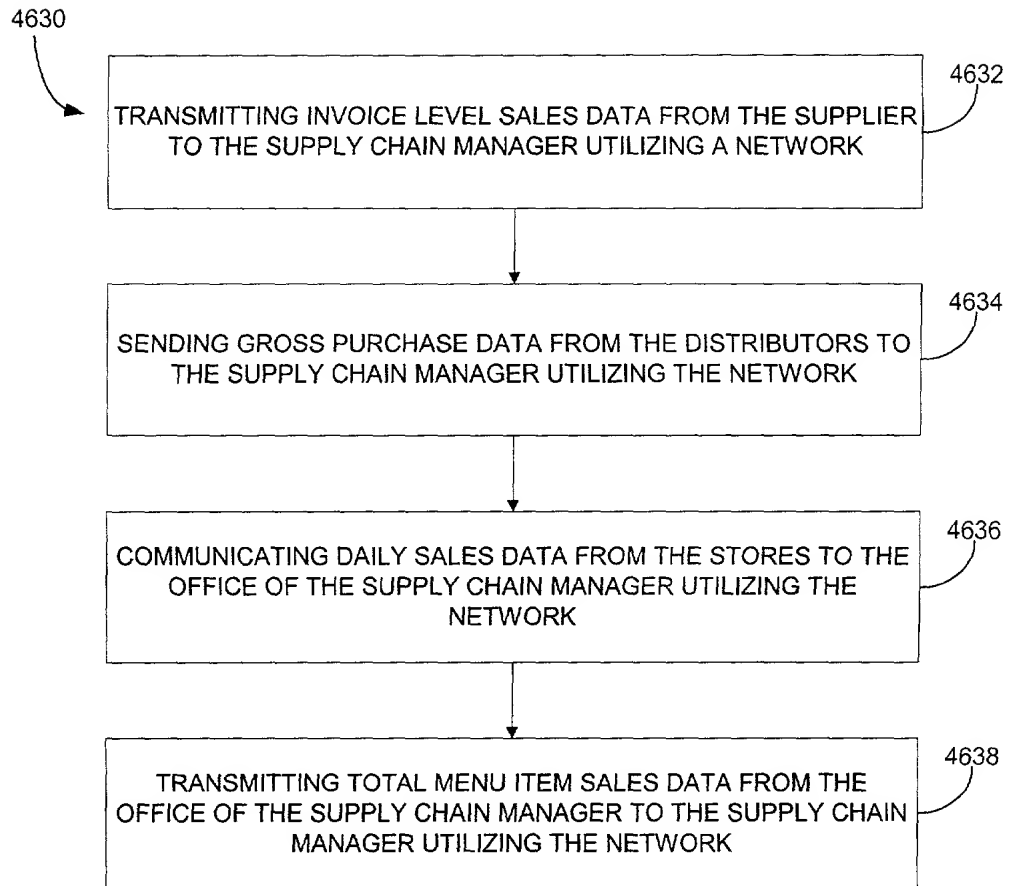 4630
4632
TRANSMITTING INVOICE LEVEL SALES DATA FROM THE SUPPLIER
TO THE SUPPLY CHAIN MANAGER UTILIZING A NETWORK
4634
SENDING GROSS PURCHASE DATA FROM THE DISTRIBUTORS TO
THE SUPPLY CHAIN MANAGER UTILIZING THE NETWORK
4636
COMMUNICATING DAILY SALES DATA FROM THE STORES TO THE
OFFICE OF THE SUPPLY CHAIN MANAGER UTILIZING THE
NETWORK
4638
TRANSMITTING TOTAL MENU ITEM SALES DATA FROM THE
OFFICE OF THE SUPPLY CHAIN MANAGER TO THE SUPPLY CHAIN
MANAGER UTILIZING THE NETWORK